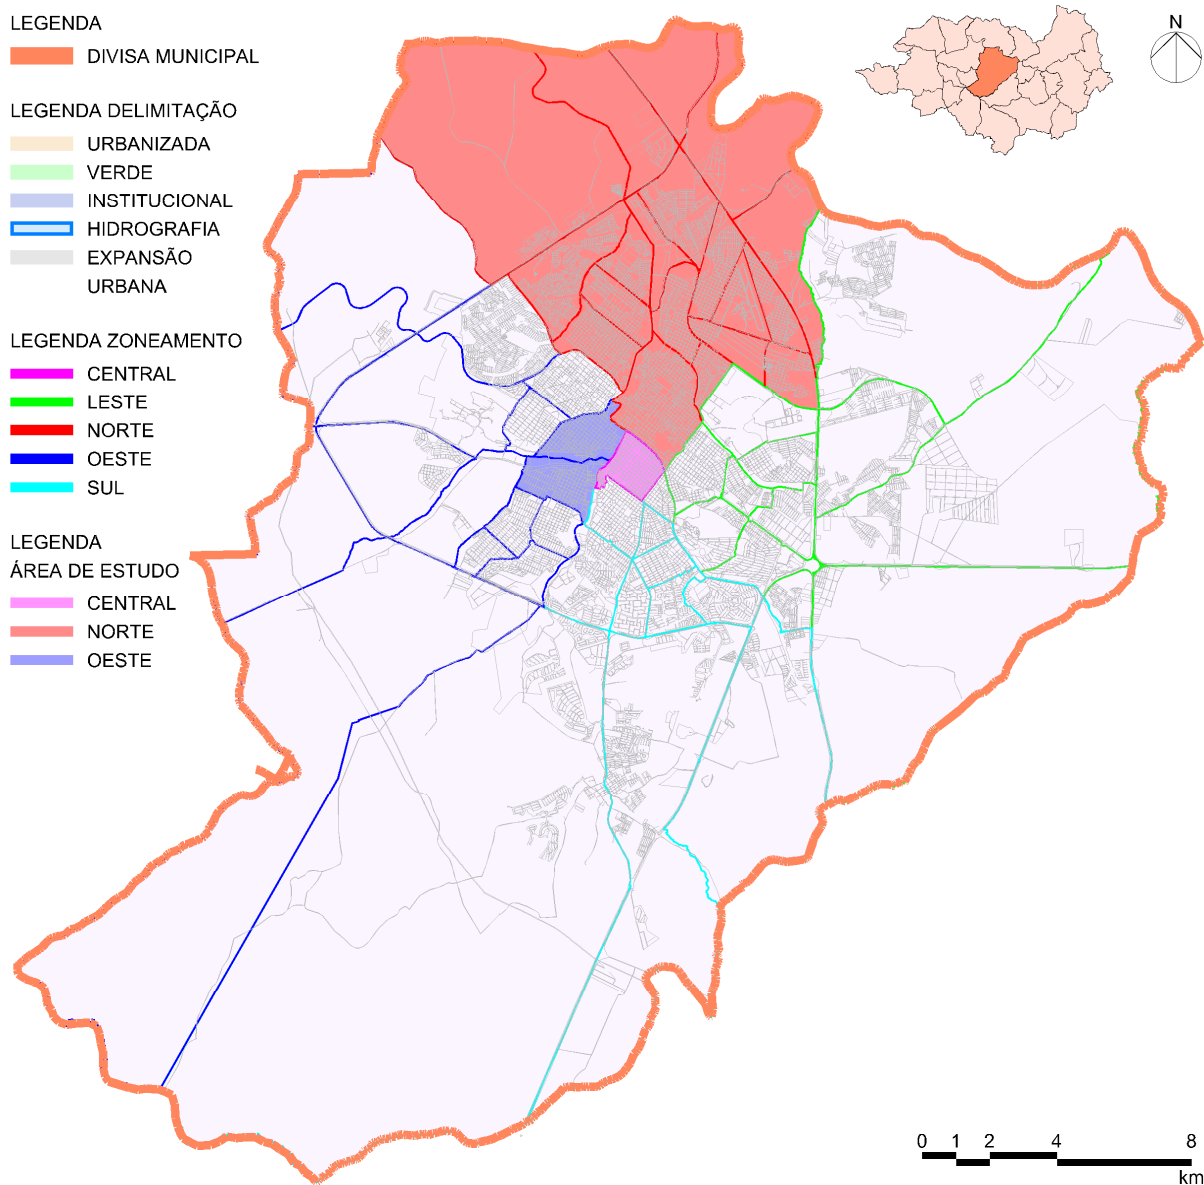 LEGENDA
DIVISA MUNICIPAL
LEGENDA DELIMITAÇÃO
URBANIZADA
VERDE
INSTITUCIONAL
HIDROGRAFIA
EXPANSÃO
URBANA
LEGENDA ZONEAMENTO
CENTRAL
LESTE
NORTE
OESTE
SUL
LEGENDA
ÁREA DE ESTUDO
CENTRAL
NORTE
OESTE
N
0 1 2 4 8
km